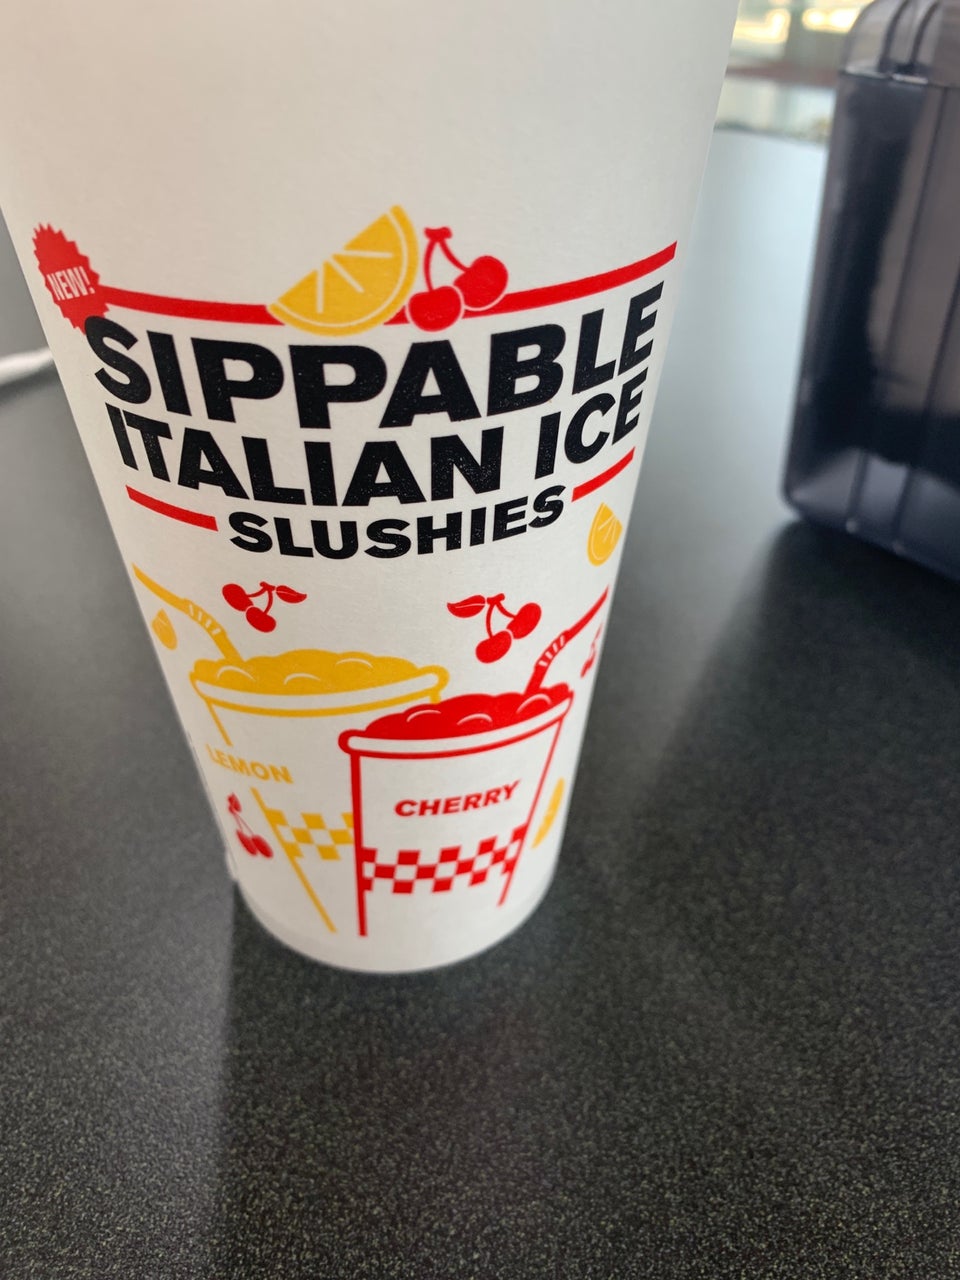 NEW!
SIPPABLE
ITALIAN ICE
SLUSHIES
LEMON
CHERRY